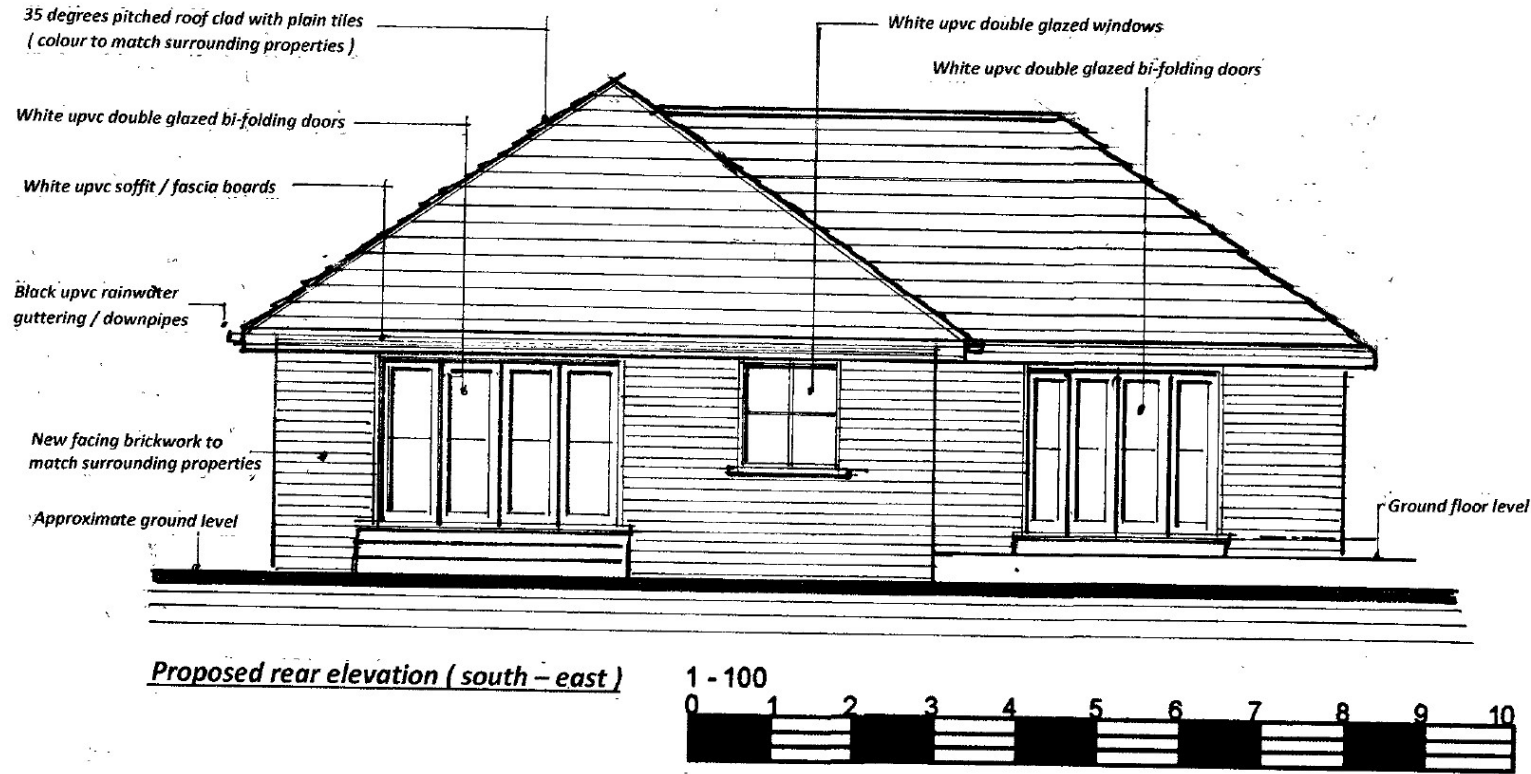 35 degrees pitched roof clad with plain tiles
( colour to match surrounding properties )
White upvc double glazed windows
White upvc double glazed bi-folding doors
White upvc double glazed bi-folding doors
White upvc soffit / fascia boards
Black upvc rainwater
guttering / downpipes
New facing brickwork to
match surrounding properties
Approximate ground level
Ground floor level
Proposed rear elevation ( south – east )
1 - 100
0 1 2 3 4 5 6 7 8 9 10